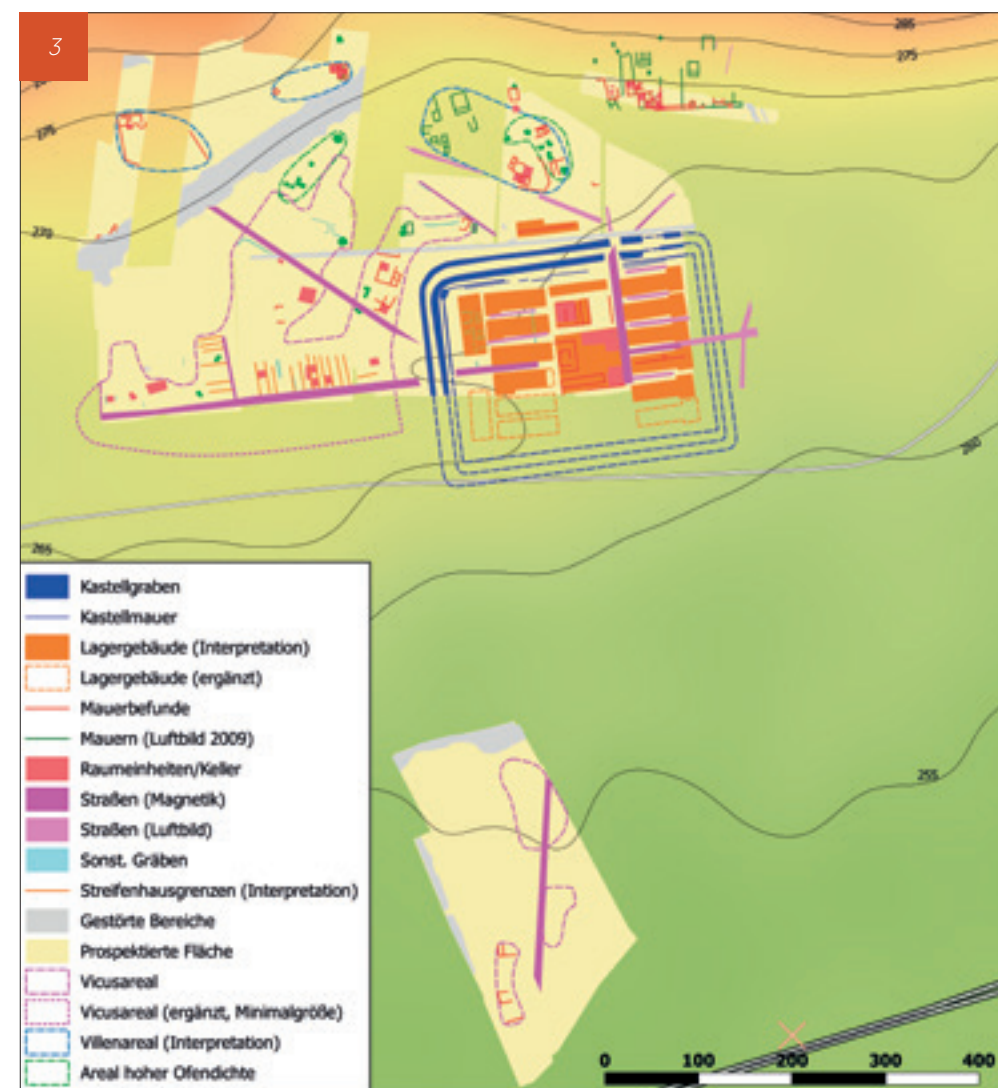 3
285
275
275
270
265
260
255
Kastellgraben
Kastellmauer
Lagergebäude (Interpretation)
Lagergebäude (ergänzt)
Mauerbefunde
Mauern (Luftbild 2009)
Raumeinheiten/Keller
Straßen (Magnetik)
Straßen (Luftbild)
Sonst. Gräben
Streifenhausgrenzen (Interpretation)
Gestörte Bereiche
Prospektierte Fläche
Vicusareal
Vicusareal (ergänzt, Minimalgröße)
Villenareal (Interpretation)
Areal hoher Ofendichte
0 100 200 300 400